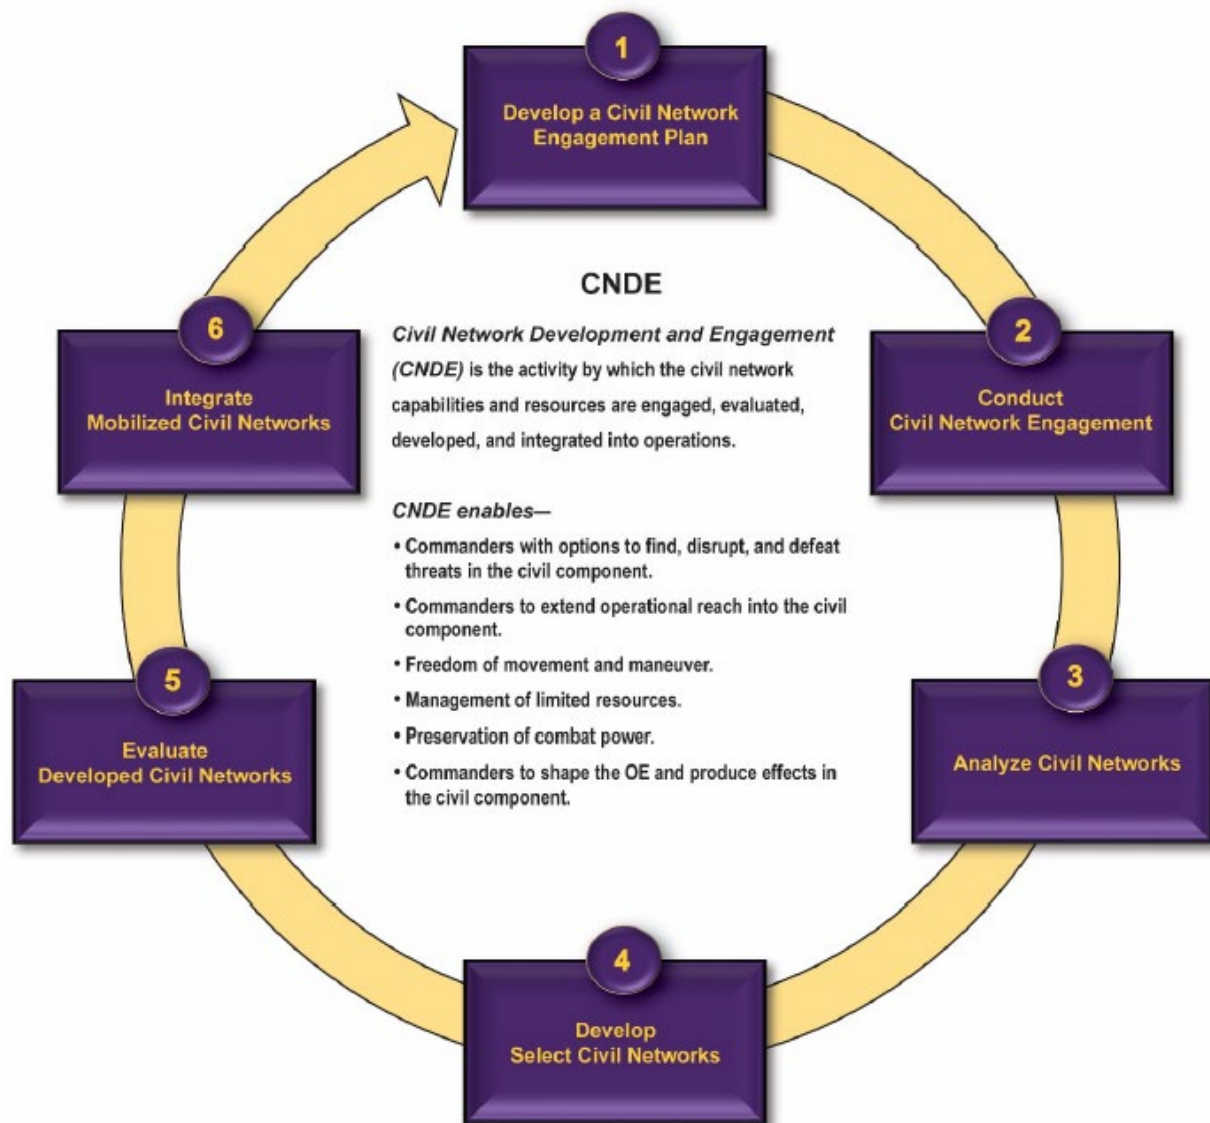 1
Develop a Civil Network
Engagement Plan
2
Conduct
Civil Network Engagement
3
Analyze Civil Networks
4
Develop
Select Civil Networks
5
Evaluate
Developed Civil Networks
6
Integrate
Mobilized Civil Networks
CNDE
Civil Network Development and Engagement
(CNDE) is the activity by which the civil network
capabilities and resources are engaged, evaluated,
developed, and integrated into operations.
CNDE enables—
• Commanders with options to find, disrupt, and defeat
threats in the civil component.
• Commanders to extend operational reach into the civil
component.
• Freedom of movement and maneuver.
• Management of limited resources.
• Preservation of combat power.
• Commanders to shape the OE and produce effects in
the civil component.